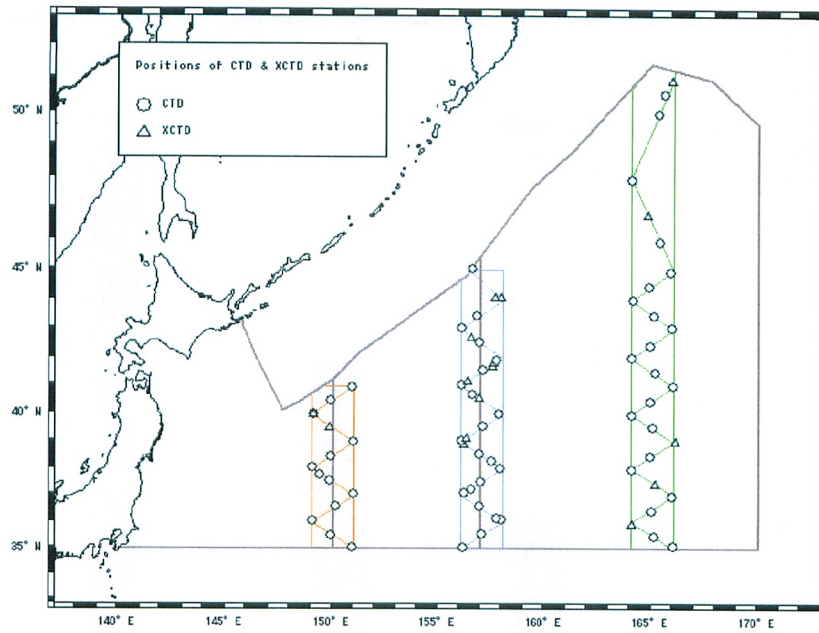 Positions of CTD & XCTD stations
CTD
XCTD
50° N
45° N
40° N
35° N
140° E
145° E
150° E
155° E
160° E
165° E
170° E